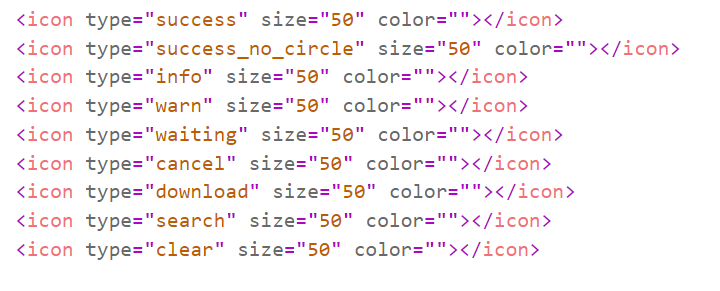 <icon type="success" size="50" color=""></icon>
<icon type="success_no_circle" size="50" color=""></icon>
<icon type="info" size="50" color=""></icon>
<icon type="warn" size="50" color=""></icon>
<icon type="waiting" size="50" color=""></icon>
<icon type="cancel" size="50" color=""></icon>
<icon type="download" size="50" color=""></icon>
<icon type="search" size="50" color=""></icon>
<icon type="clear" size="50" color=""></icon>